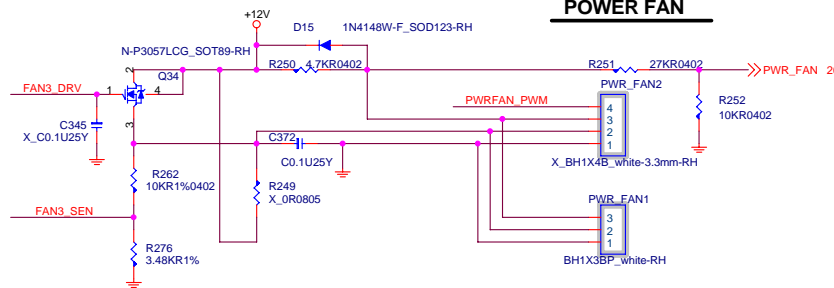 POWER FAN
+12V
D15
1N4148W-F_SOD123-RH
N-P3057LCG_SOT89-RH
R250
4.7KR0402
R251
27KR0402
PWR_FAN
Q34
2
1
4
3
FAN3_DRV
PWR_FAN2
PWRFAN_PWM
4
3
2
1
R252
10KR0402
C345
X_C0.1U25Y
C372
C0.1U25Y
X_BH1X4B_white-3.3mm-RH
R262
10KR1%0402
R249
X_0R0805
PWR_FAN1
FAN3_SEN
3
2
1
R276
3.48KR1%
BH1X3BP_white-RH